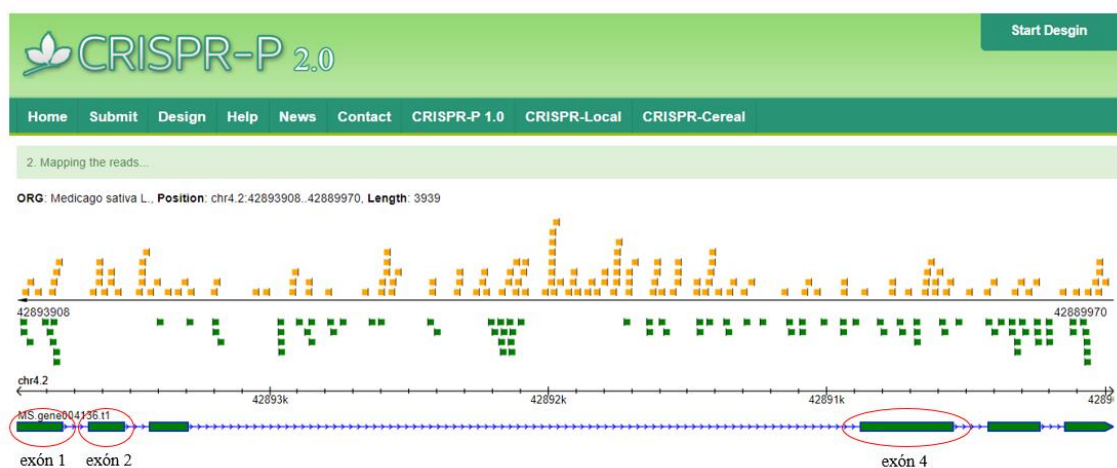 Start Desgin
CRISPR-P 2.0
Home Submit Design Help News Contact CRISPR-P 1.0 CRISPR-Local CRISPR-Cereal
2. Mapping the reads...
ORG: Medicago sativa L., Position: chr4.2:42893908..42889970, Length: 3939
42893908 42889970
chr4.2
42893k 42892k 42891k 4289
MS.gene004136.t1
exón 1 exón 2 exón 4